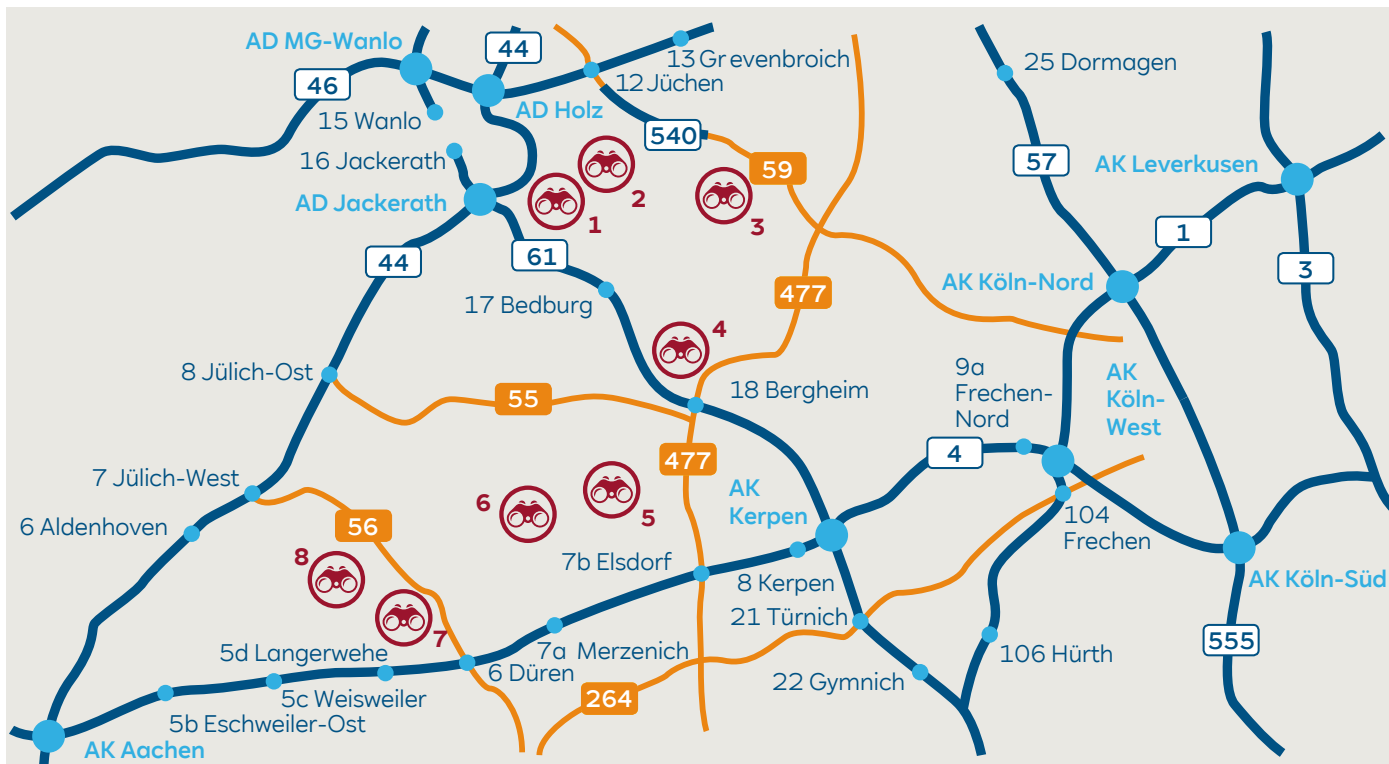 AD MG-Wanlo
44
13 Grevenbroich
12 Jüchen
25 Dormagen
46
15 Wanlo
AD Holz
540
16 Jackerath
2
59
57
AK Leverkusen
AD Jackerath
1
3
1
44
61
3
17 Bedburg
477
AK Köln-Nord
4
8 Jülich-Ost
55
18 Bergheim
9a
Frechen-
Nord
AK
Köln-
West
477
4
7 Jülich-West
6
5
AK
Kerpen
6 Aldenhoven
56
104
Frechen
8
7b Elsdorf
8 Kerpen
AK Köln-Süd
7
21 Türnich
5d Langerwehe
7a Merzenich
106 Hürth
555
6 Düren
22 Gymnich
5c Weisweiler
264
5b Eschweiler-Ost
AK Aachen